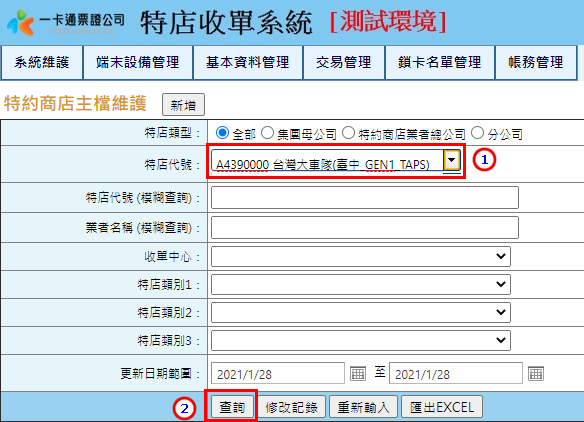 一卡通票證公司 特店收單系統 [測試環境]
系統維護 端末設備管理 基本資料管理 交易管理 鎖卡名單管理 帳務管理
特約商店主檔維護 新增
特店類型： 全部 集團母公司 特約商店業者總公司 分公司
特店代號： A4390000 台灣大車隊(臺中_GEN1_TAPS) 1
特店代號 (模糊查詢)：
業者名稱 (模糊查詢)：
收單中心：
特店類別1：
特店類別2：
特店類別3：
更新日期範圍： 2021/1/28 至 2021/1/28
2 查詢 修改記錄 重新輸入 匯出EXCEL